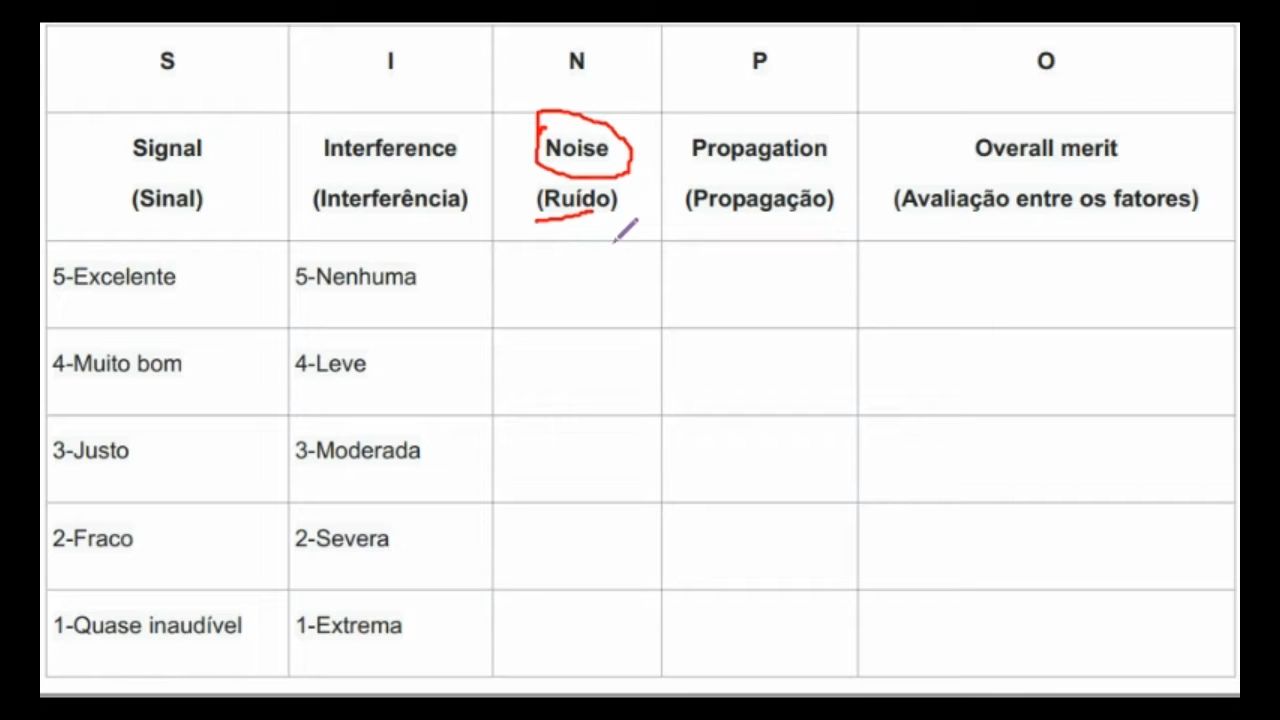 S I N P O
Signal Interference Noise Propagation Overall merit
(Sinal) (Interferência) (Ruído) (Propagação) (Avaliação entre os fatores)
5-Excelente 5-Nenhuma
4-Muito bom 4-Leve
3-Justo 3-Moderada
2-Fraco 2-Severa
1-Quase inaudível 1-Extrema